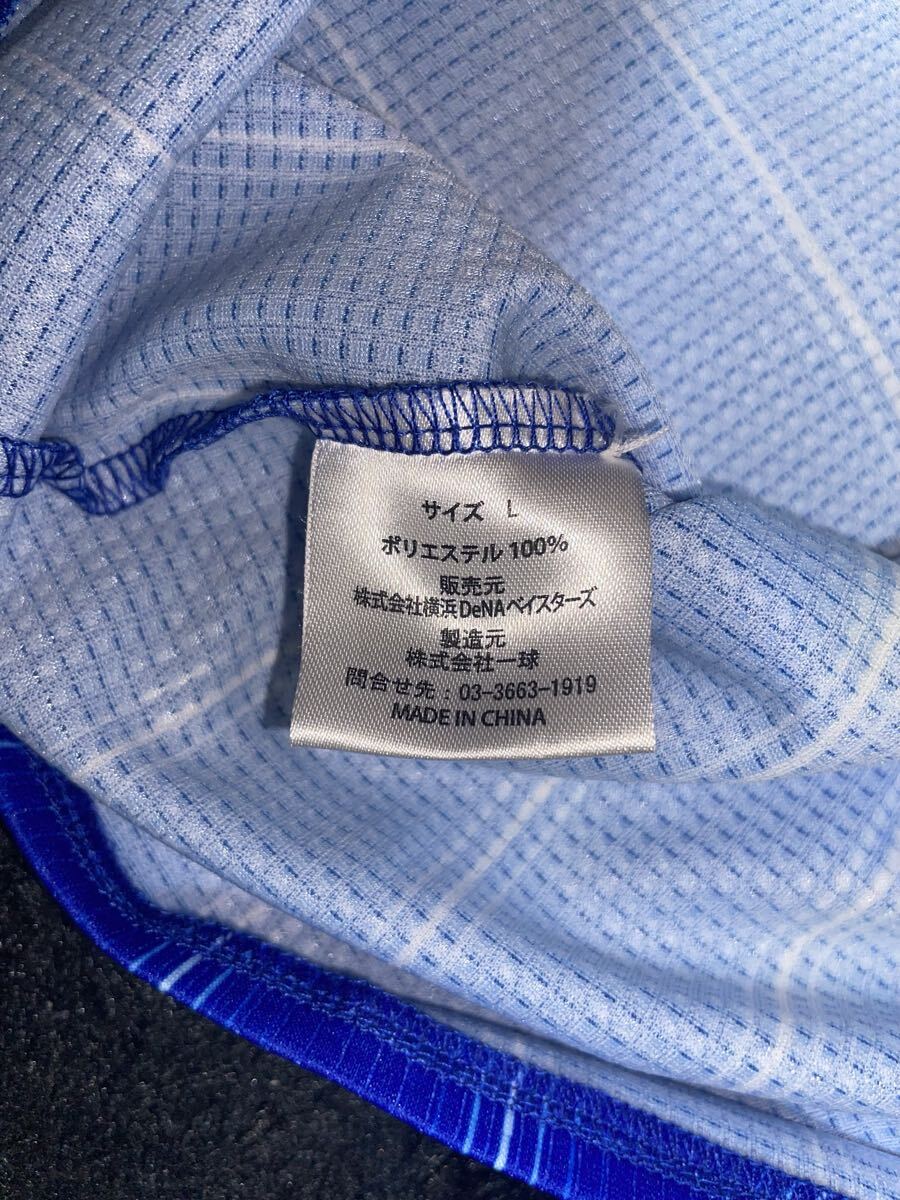 サイズ L
ポリエステル 100%
販売元
株式会社横浜DeNAベイスターズ
製造元
株式会社一球
問合せ先：03-3663-1919
MADE IN CHINA